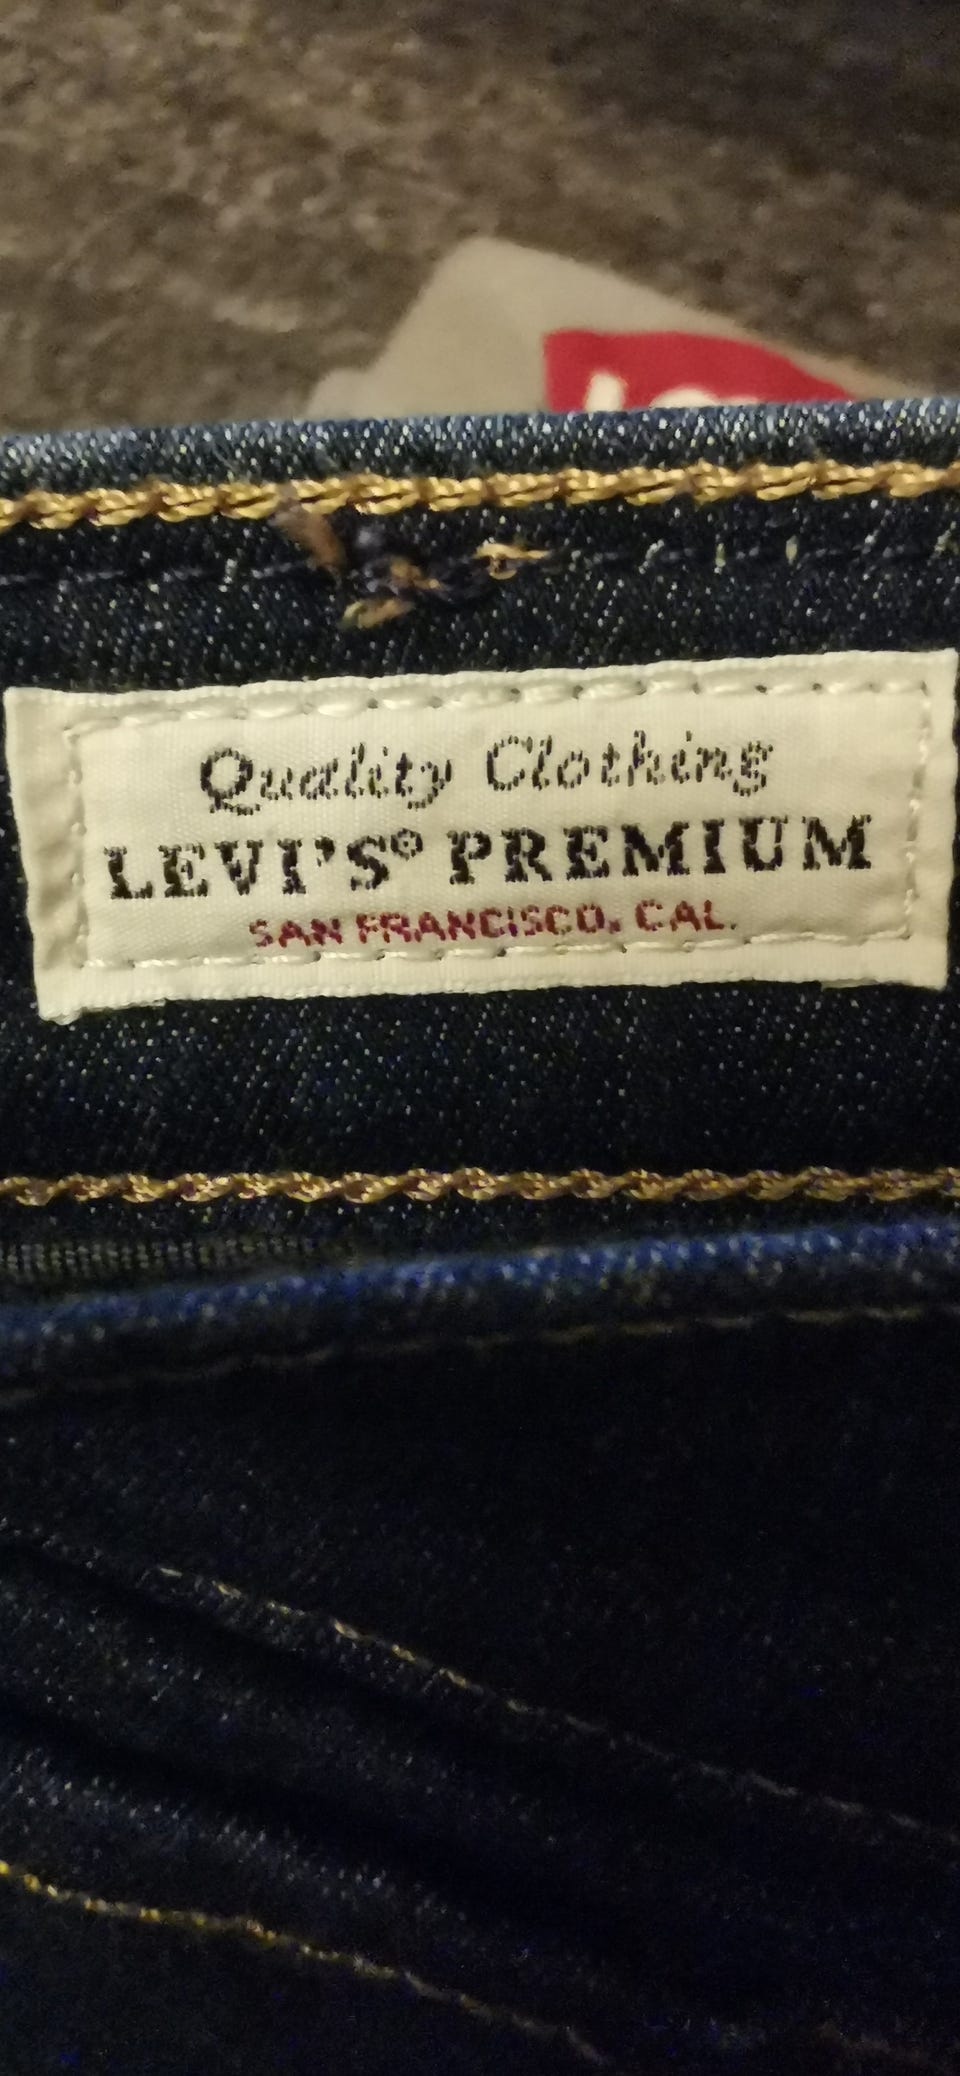 Quality Clothing
LEVI'S® PREMIUM
SAN FRANCISCO, CAL.